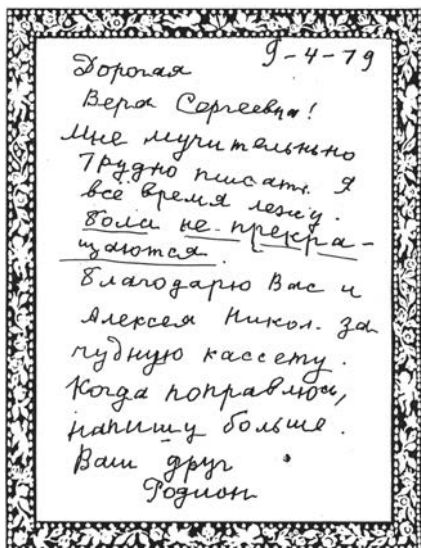 9-4-79
Дорогая
Вера Сергеевна!
Мне мучительно
трудно писать. Я
всё время лежу.
Боли не прекра-
щаются.
Благодарю Вас и
Алексея Никол. за
чудную кассету.
Когда поправлюсь,
напишу больше.
Ваш друг
Родион